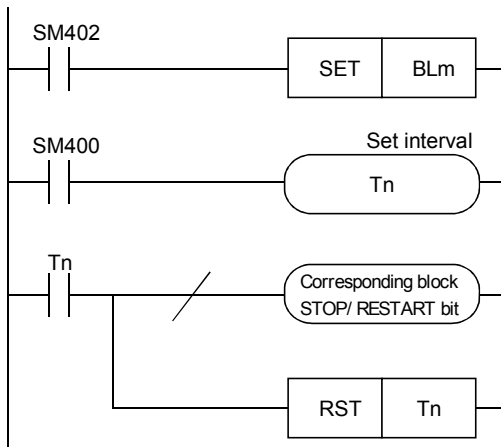 SM402
SET BLm
SM400
Set interval
Tn
Tn
Corresponding block
STOP/ RESTART bit
RST Tn